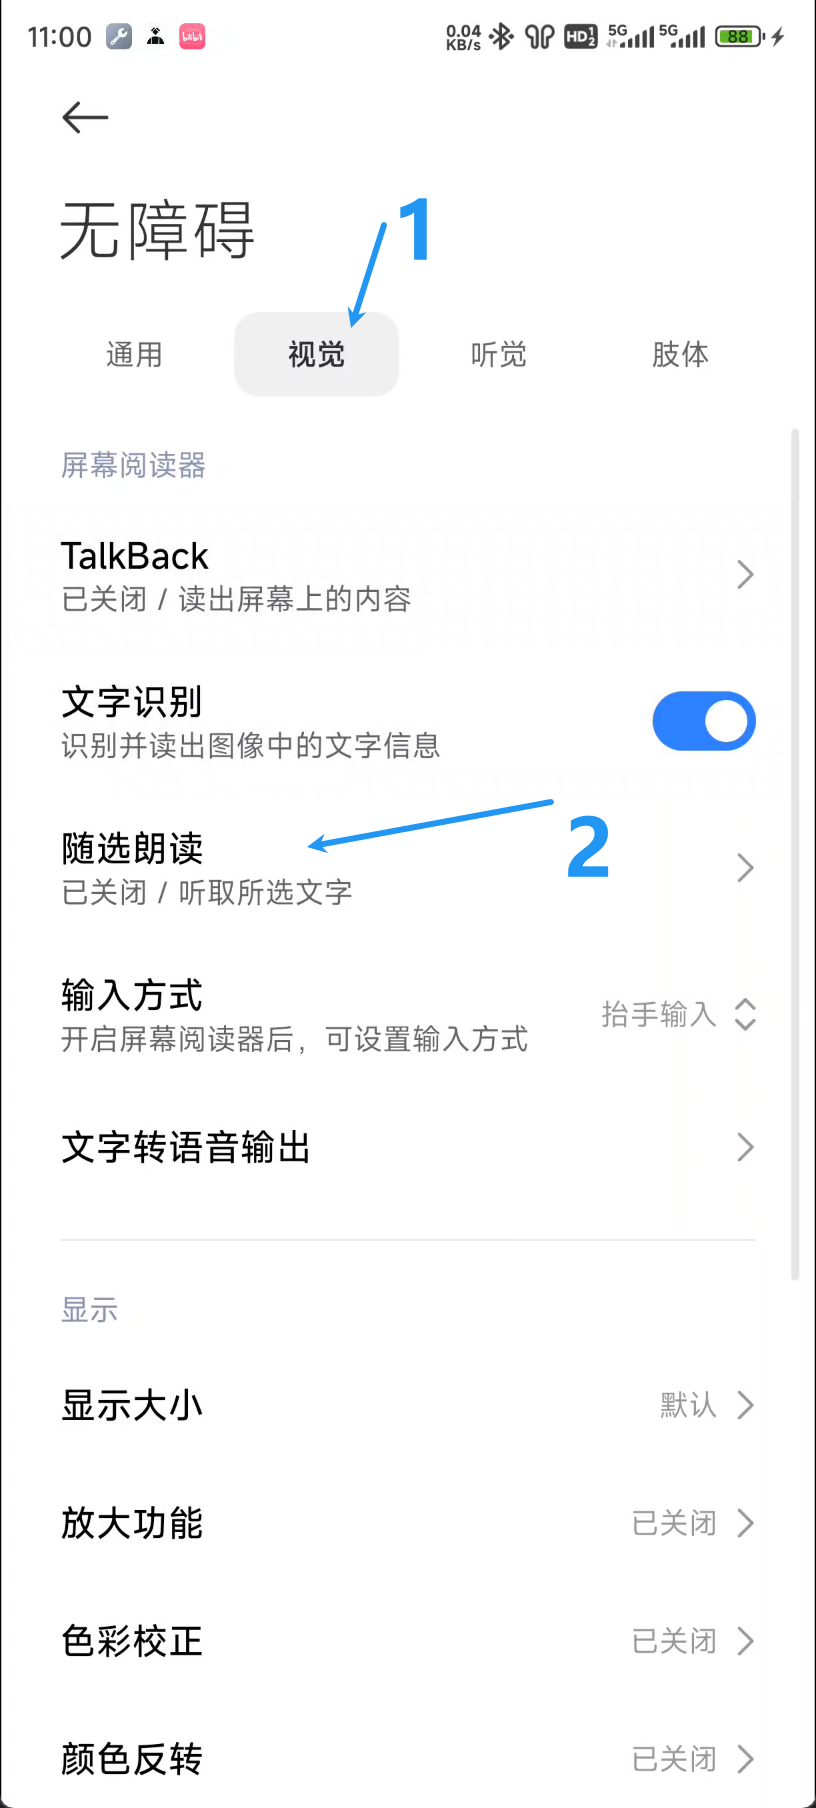 11:00 bilibili 0.04 KB/s HD 1 2 5G 5G 88
无障碍
1
通用 视觉 听觉 肢体
屏幕阅读器
TalkBack
已关闭 / 读出屏幕上的内容
文字识别
识别并读出图像中的文字信息
2
随选朗读
已关闭 / 听取所选文字
输入方式
抬手输入
开启屏幕阅读器后，可设置输入方式
文字转语音输出
显示
显示大小 默认
放大功能 已关闭
色彩校正 已关闭
颜色反转 已关闭